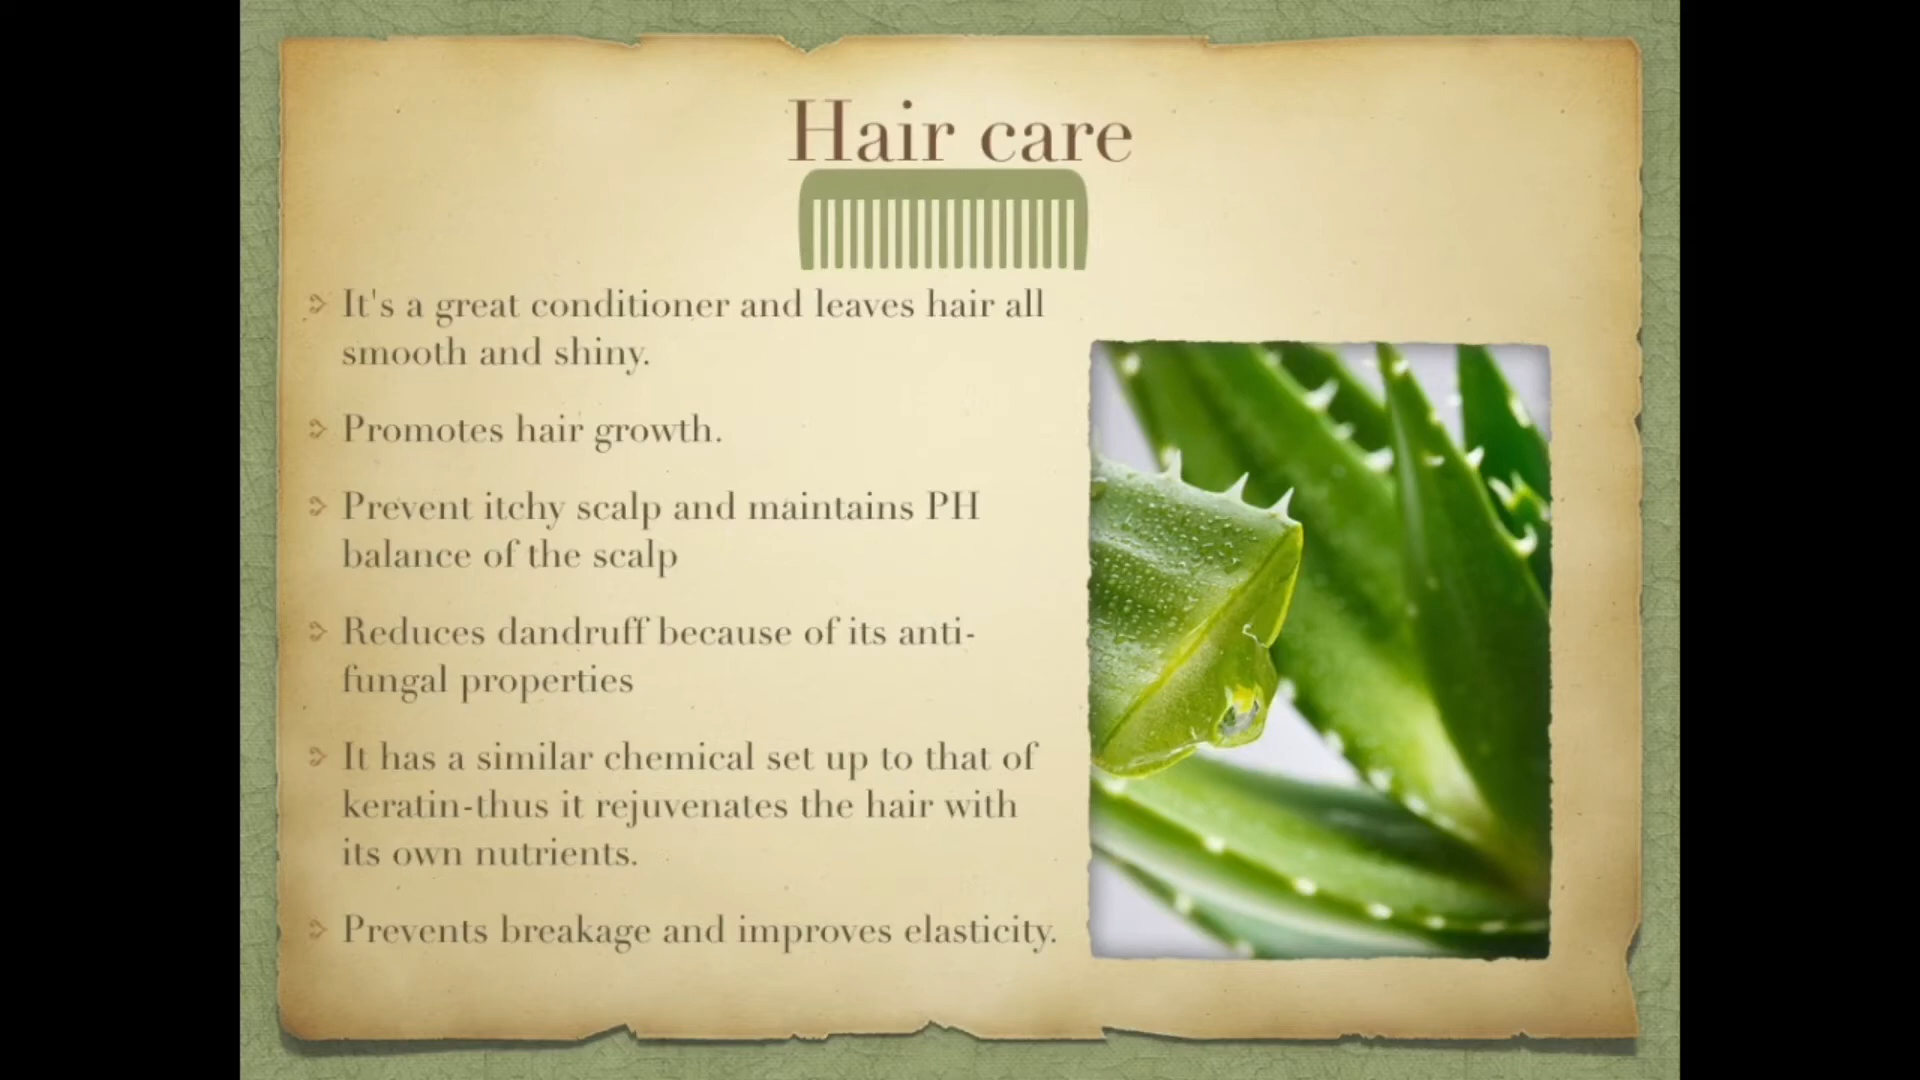 Hair care
It's a great conditioner and leaves hair all
smooth and shiny.
Promotes hair growth.
Prevent itchy scalp and maintains PH
balance of the scalp
Reduces dandruff because of its anti-
fungal properties
It has a similar chemical set up to that of
keratin-thus it rejuvenates the hair with
its own nutrients.
Prevents breakage and improves elasticity.